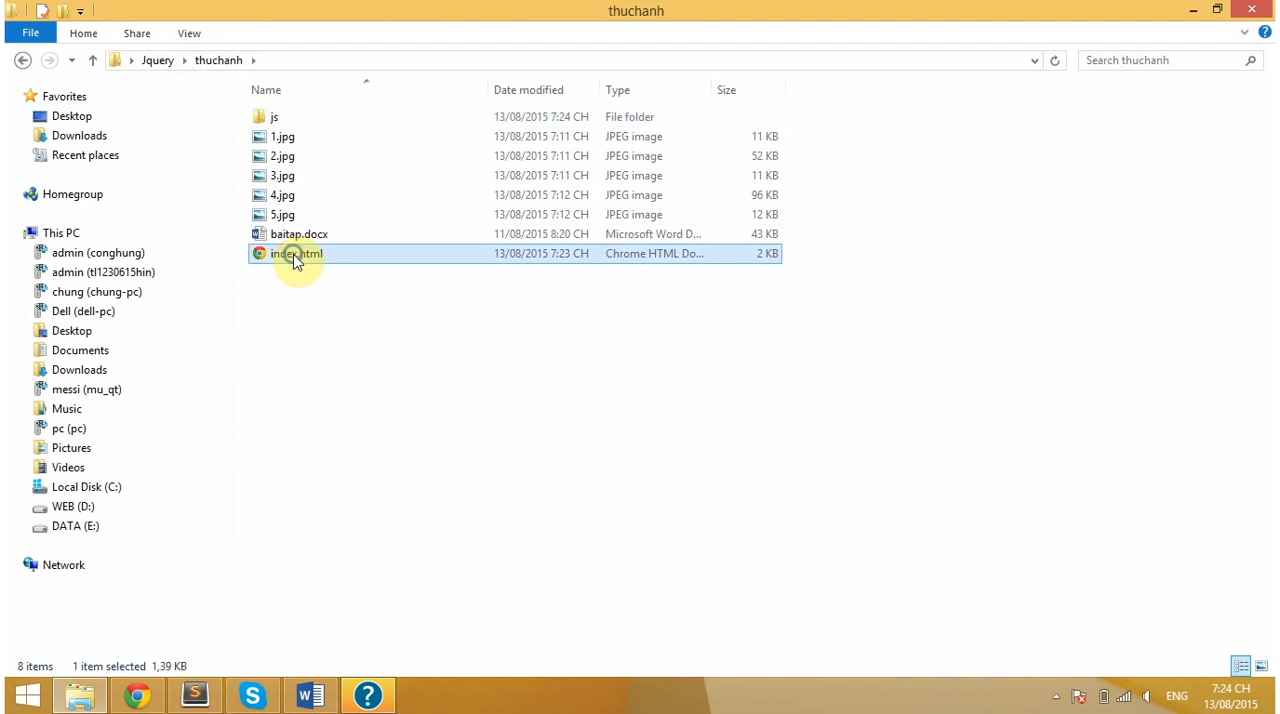 thuchanh
File Home Share View
Jquery thuchanh Search thuchanh
Name Date modified Type Size
Favorites
Desktop
Downloads
Recent places
Homegroup
This PC
admin (conghung)
admin (tl1230615hin)
chung (chung-pc)
Dell (dell-pc)
Desktop
Documents
Downloads
messi (mu_qt)
Music
pc (pc)
Pictures
Videos
Local Disk (C:)
WEB (D:)
DATA (E:)
Network
js 13/08/2015 7:24 CH File folder
1.jpg 13/08/2015 7:11 CH JPEG image 11 KB
2.jpg 13/08/2015 7:11 CH JPEG image 52 KB
3.jpg 13/08/2015 7:11 CH JPEG image 11 KB
4.jpg 13/08/2015 7:12 CH JPEG image 96 KB
5.jpg 13/08/2015 7:12 CH JPEG image 12 KB
baitap.docx 11/08/2015 8:20 CH Microsoft Word D... 43 KB
index.html 13/08/2015 7:23 CH Chrome HTML Do... 2 KB
8 items 1 item selected 1,39 KB
ENG 7:24 CH
13/08/2015